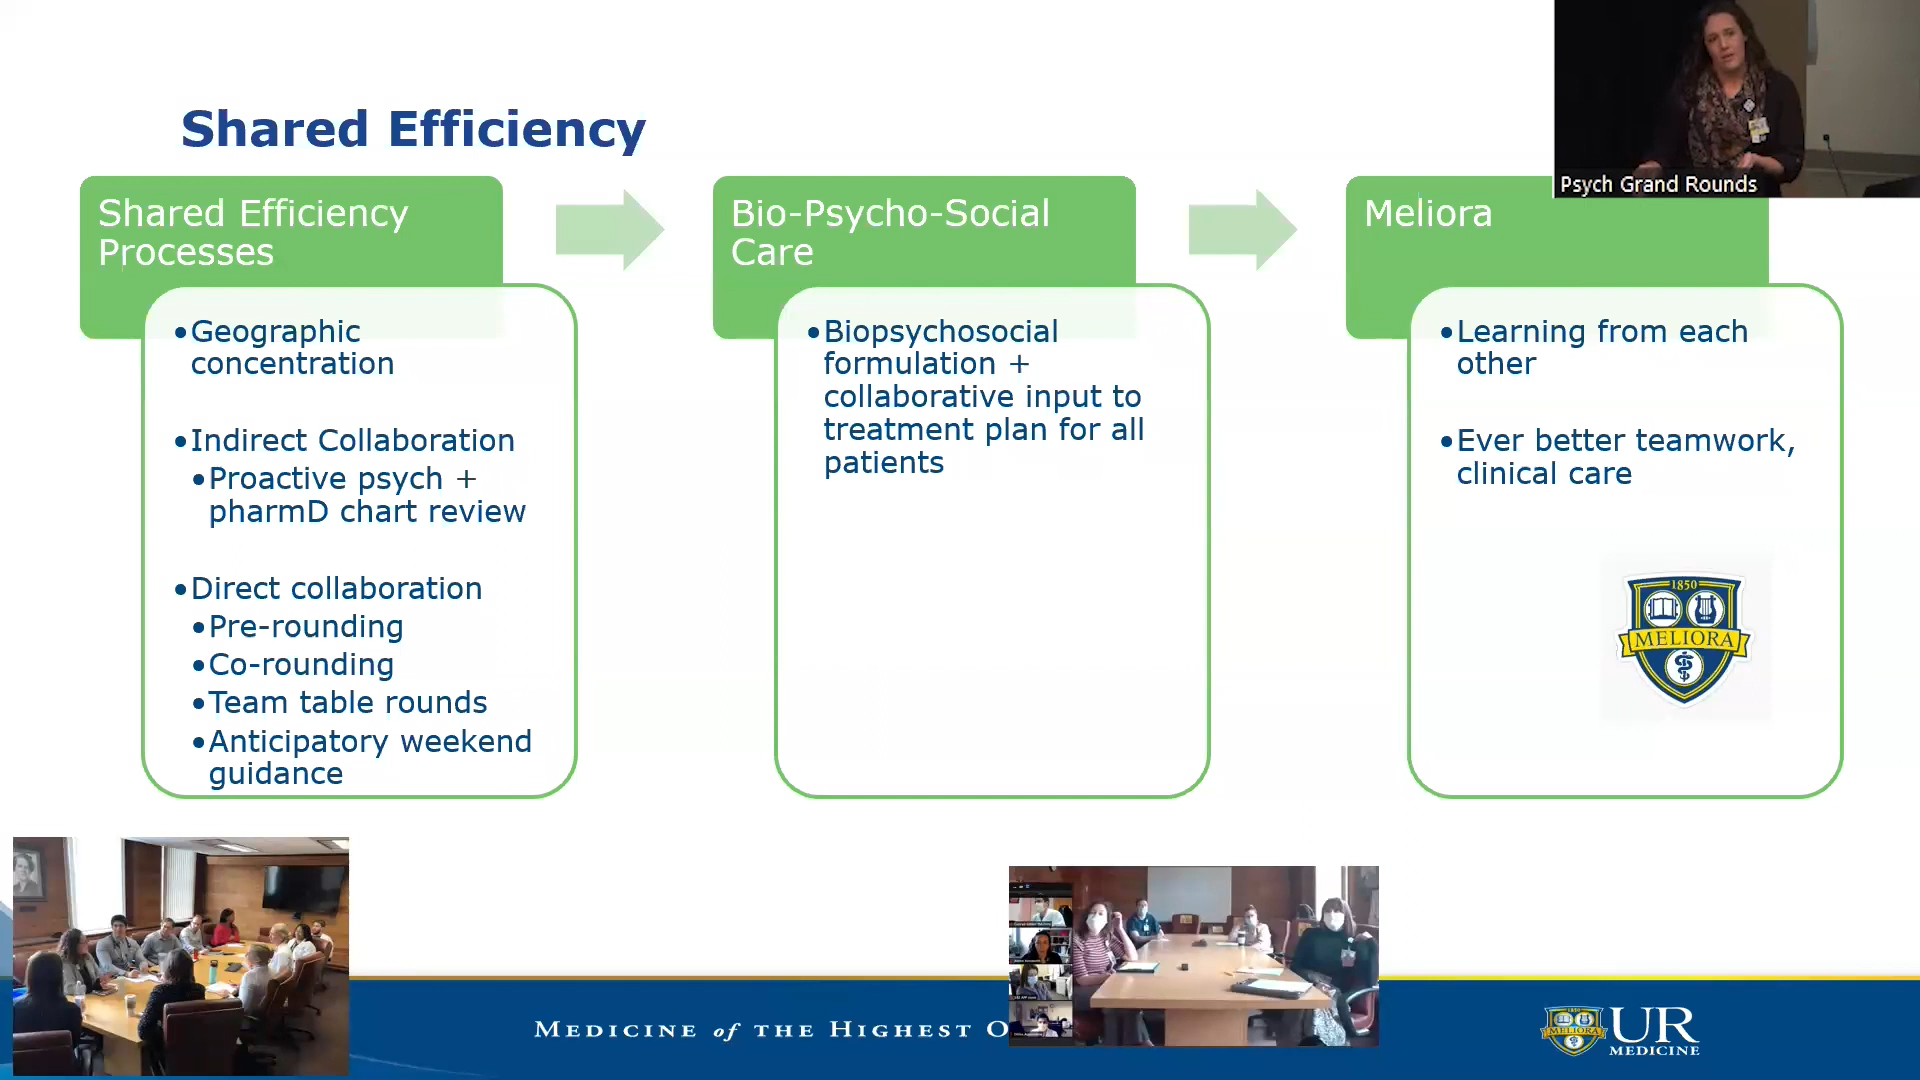 Shared Efficiency
Psych Grand Rounds
Shared Efficiency
Processes
•Geographic
concentration
•Indirect Collaboration
•Proactive psych +
pharmD chart review
•Direct collaboration
•Pre-rounding
•Co-rounding
•Team table rounds
•Anticipatory weekend
guidance
Bio-Psycho-Social
Care
•Biopsychosocial
formulation +
collaborative input to
treatment plan for all
patients
Meliora
•Learning from each
other
•Ever better teamwork,
clinical care
1850
MELIORA
MEDICINE of THE HIGHEST O
MELIORA
UR
MEDICINE